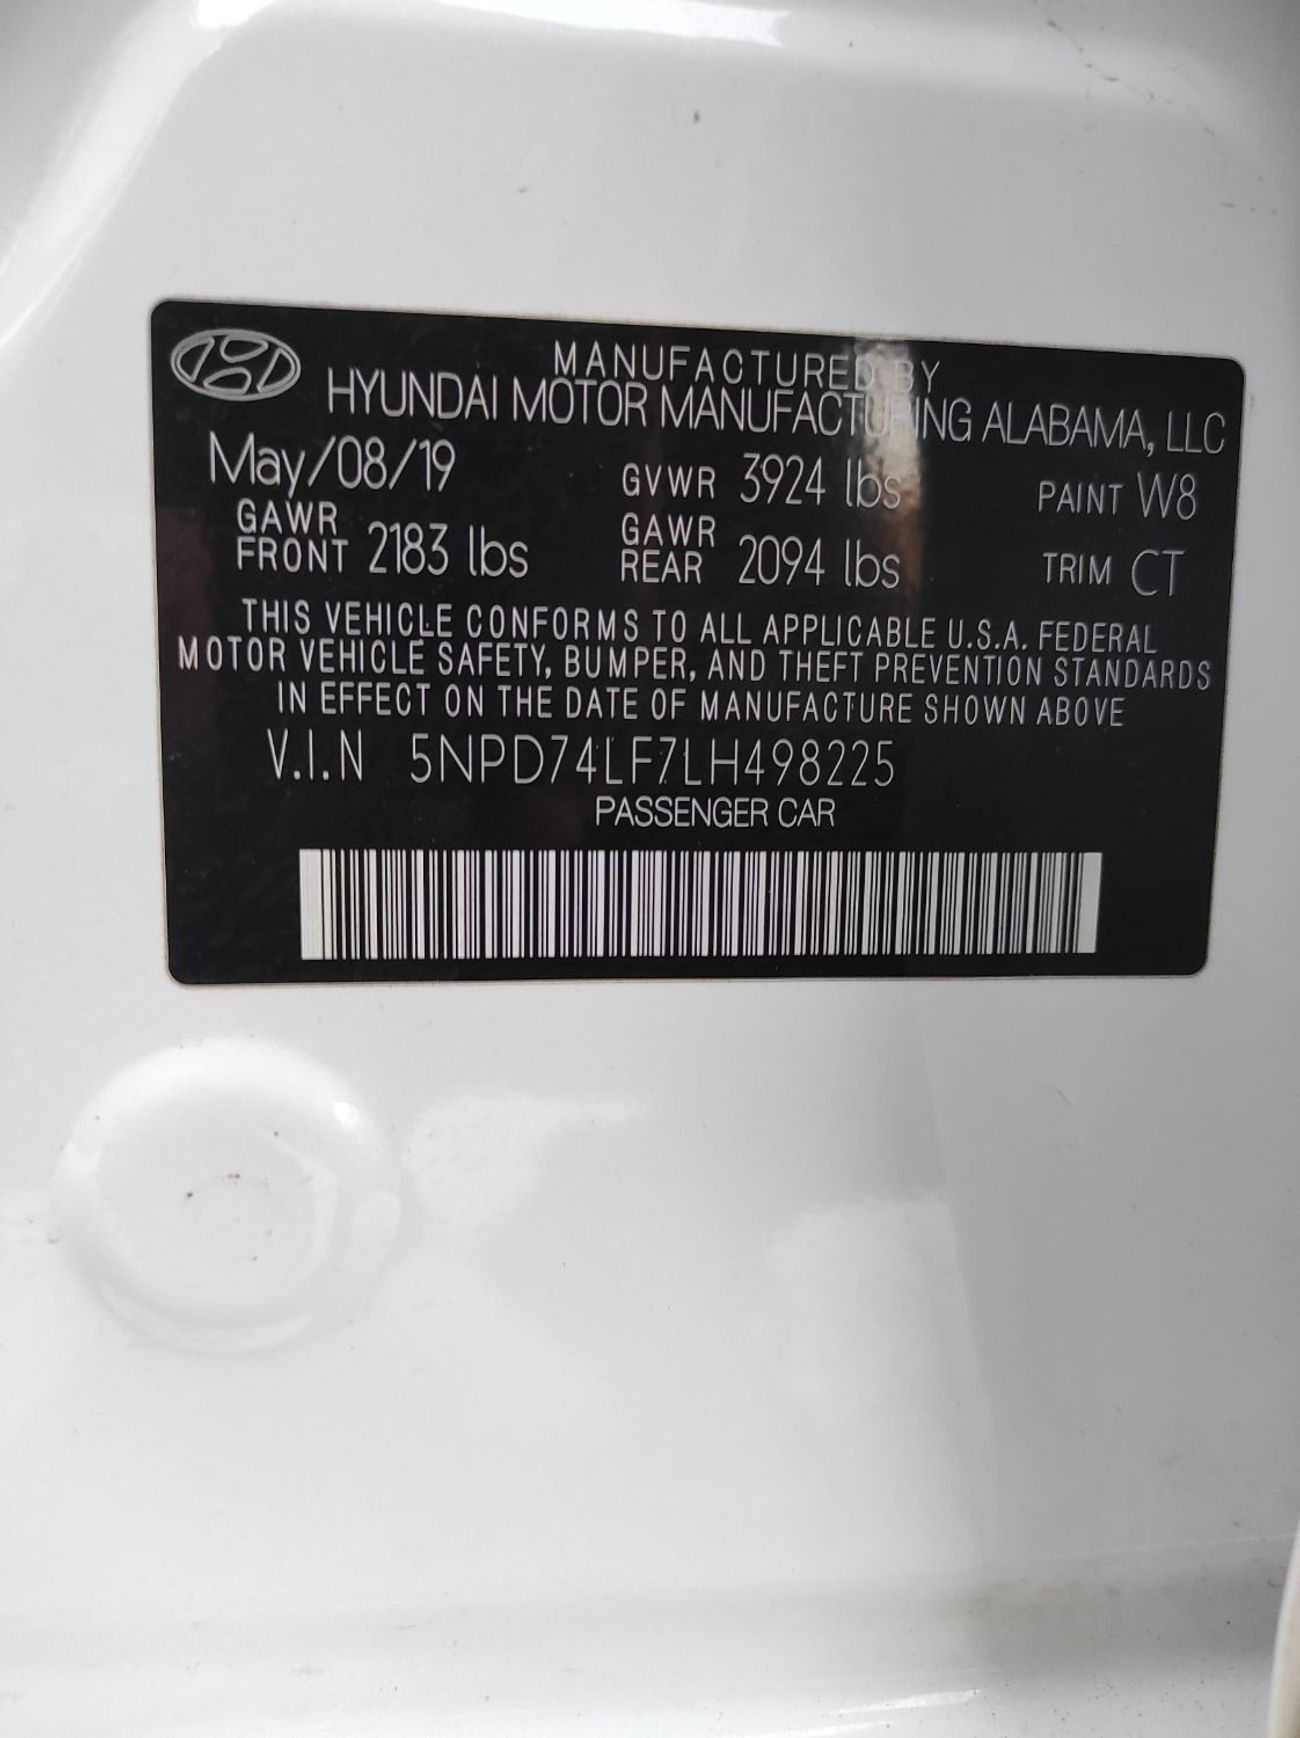 MANUFACTURED BY
HYUNDAI MOTOR MANUFACTURING ALABAMA, LLC
May/08/19 GVWR 3924 lbs PAINT W8
GAWR FRONT 2183 lbs GAWR REAR 2094 lbs TRIM CT
THIS VEHICLE CONFORMS TO ALL APPLICABLE U.S.A. FEDERAL
MOTOR VEHICLE SAFETY, BUMPER, AND THEFT PREVENTION STANDARDS
IN EFFECT ON THE DATE OF MANUFACTURE SHOWN ABOVE
V.I.N 5NPD74LF7LH498225
PASSENGER CAR